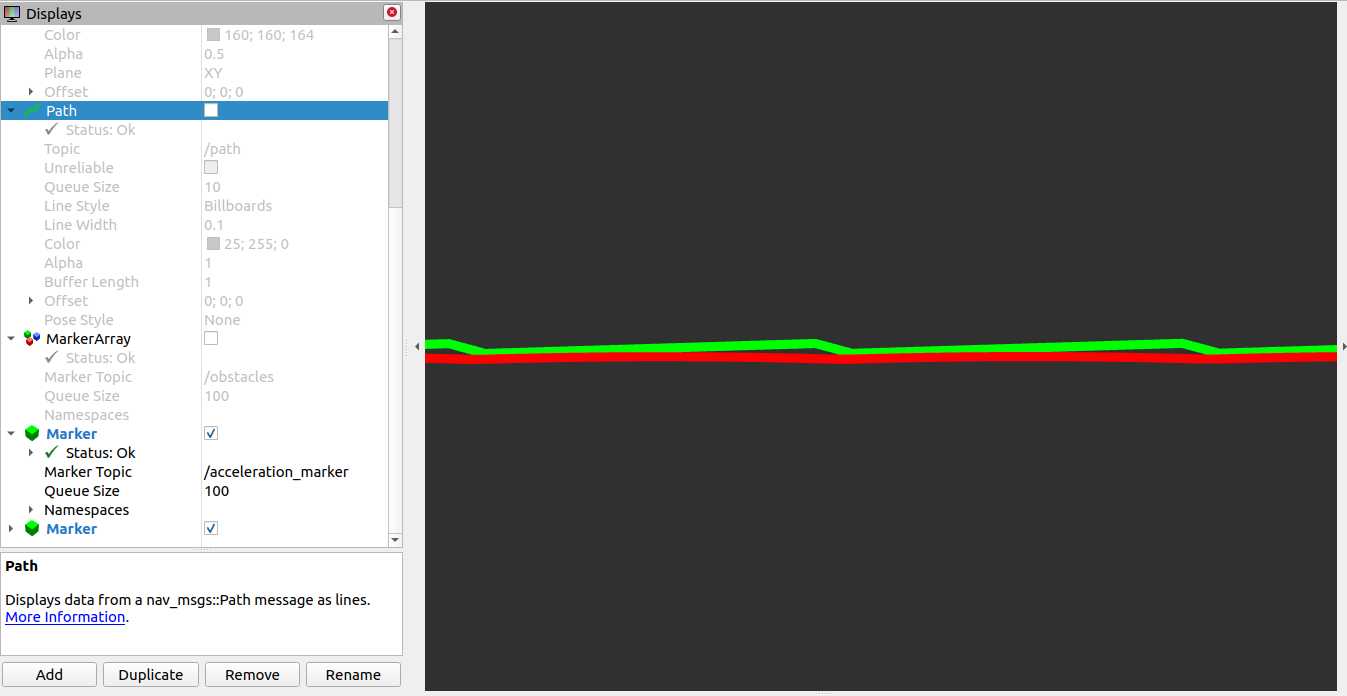 Displays
Color 160; 160; 164
Alpha 0.5
Plane XY
Offset 0; 0; 0
Path
Status: Ok
Topic /path
Unreliable
Queue Size 10
Line Style Billboards
Line Width 0.1
Color 25; 255; 0
Alpha 1
Buffer Length 1
Offset 0; 0; 0
Pose Style None
MarkerArray
Status: Ok
Marker Topic /obstacles
Queue Size 100
Namespaces
Marker
Status: Ok
Marker Topic /acceleration_marker
Queue Size 100
Namespaces
Marker
Path
Displays data from a nav_msgs::Path message as lines.
More Information.
Add Duplicate Remove Rename